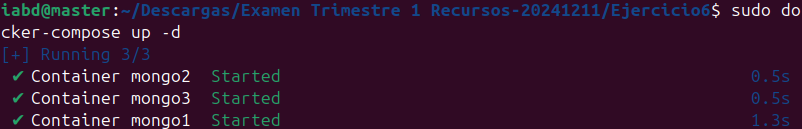 iabd@master:~/Descargas/Examen Trimestre 1 Recursos-20241211/Ejercicio6$ sudo do
cker-compose up -d
[+] Running 3/3
✔ Container mongo2  Started 0.5s
✔ Container mongo3  Started 0.5s
✔ Container mongo1  Started 1.3s